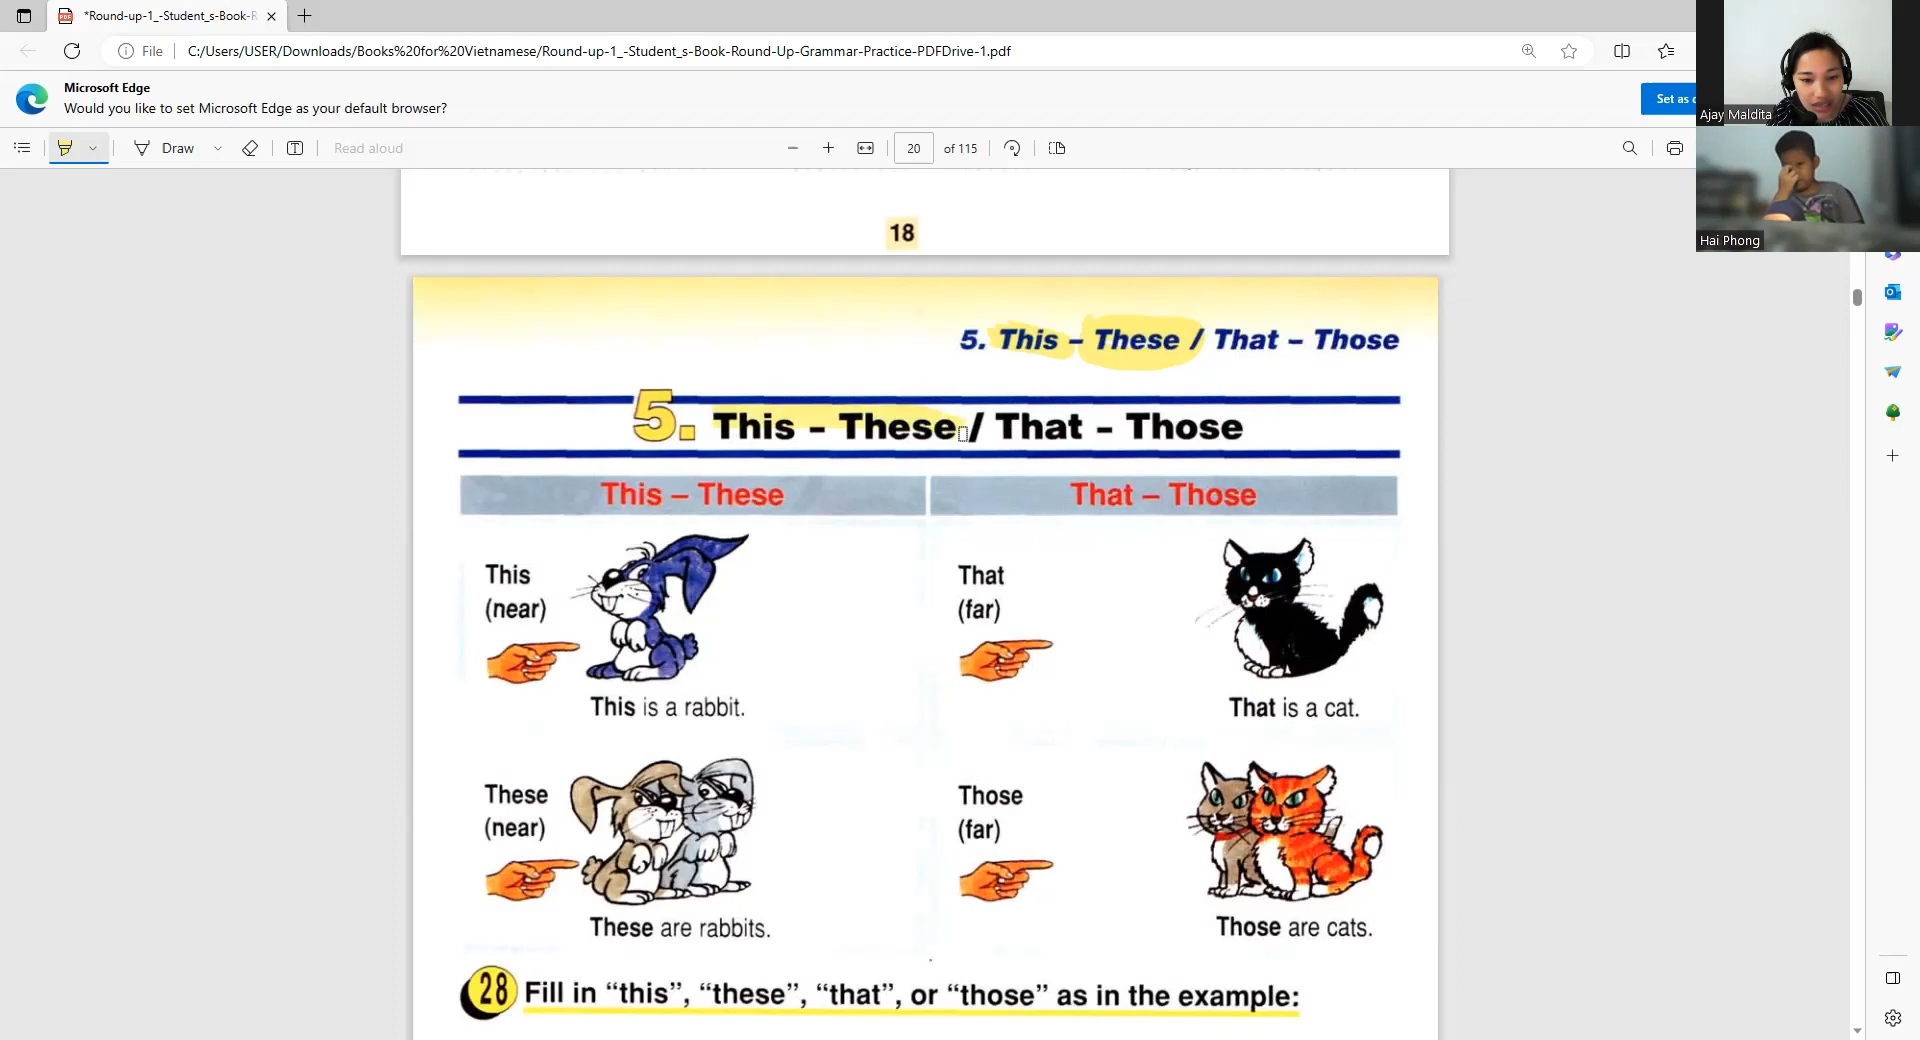 *Round-up-1_-Student_s-Book-R
File
C:/Users/USER/Downloads/Books%20for%20Vietnamese/Round-up-1_-Student_s-Book-Round-Up-Grammar-Practice-PDFDrive-1.pdf
Microsoft Edge
Would you like to set Microsoft Edge as your default browser?
Set as
Draw
Read aloud
20
of 115
Ajay Maldita
Hai Phong
18
5. This – These / That – Those
5. This – These / That – Those
This – These
That – Those
This
(near)
This is a rabbit.
That
(far)
That is a cat.
These
(near)
These are rabbits.
Those
(far)
Those are cats.
28 Fill in “this”, “these”, “that”, or “those” as in the example: